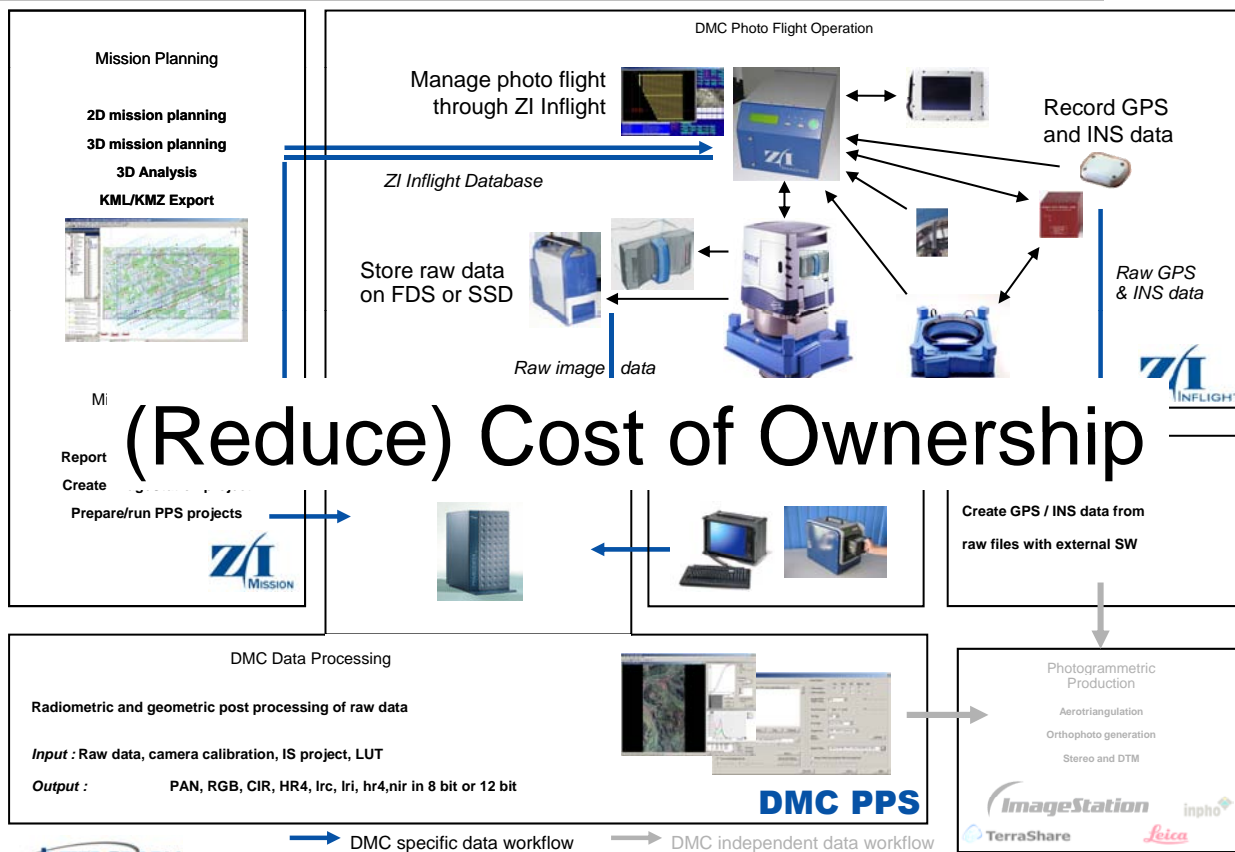 DMC Photo Flight Operation
Mission Planning
2D mission planning
3D mission planning
3D Analysis
KML/KMZ Export
Manage photo flight
through ZI Inflight
Record GPS
and INS data
ZI Inflight Database
Store raw data
on FDS or SSD
Raw GPS
& INS data
Raw image data
Z/I
INFLIGHT
(Reduce) Cost of Ownership
Report
Create
Prepare/run PPS projects
Z/I
MISSION
Create GPS / INS data from
raw files with external SW
DMC Data Processing
Radiometric and geometric post processing of raw data
Input : Raw data, camera calibration, IS project, LUT
Output : PAN, RGB, CIR, HR4, lrc, lri, hr4,nir in 8 bit or 12 bit
DMC PPS
Photogrammetric
Production
Aerotriangulation
Orthophoto generation
Stereo and DTM
ImageStation
inpho
TerraShare
Leica
DMC specific data workflow
DMC independent data workflow